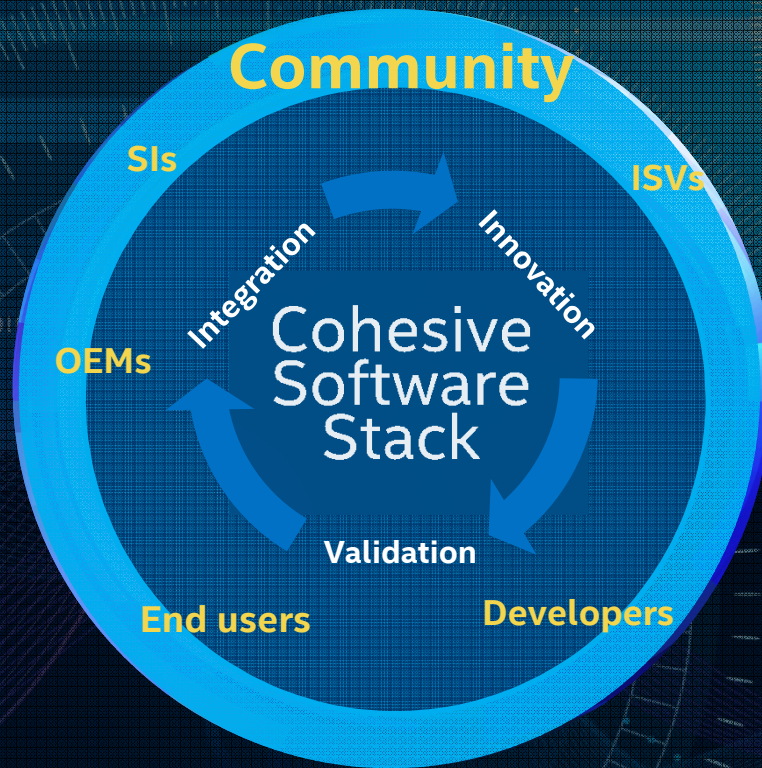 Community
SIs
ISVs
Integration
Innovation
Cohesive
Software
Stack
OEMs
Validation
End users
Developers